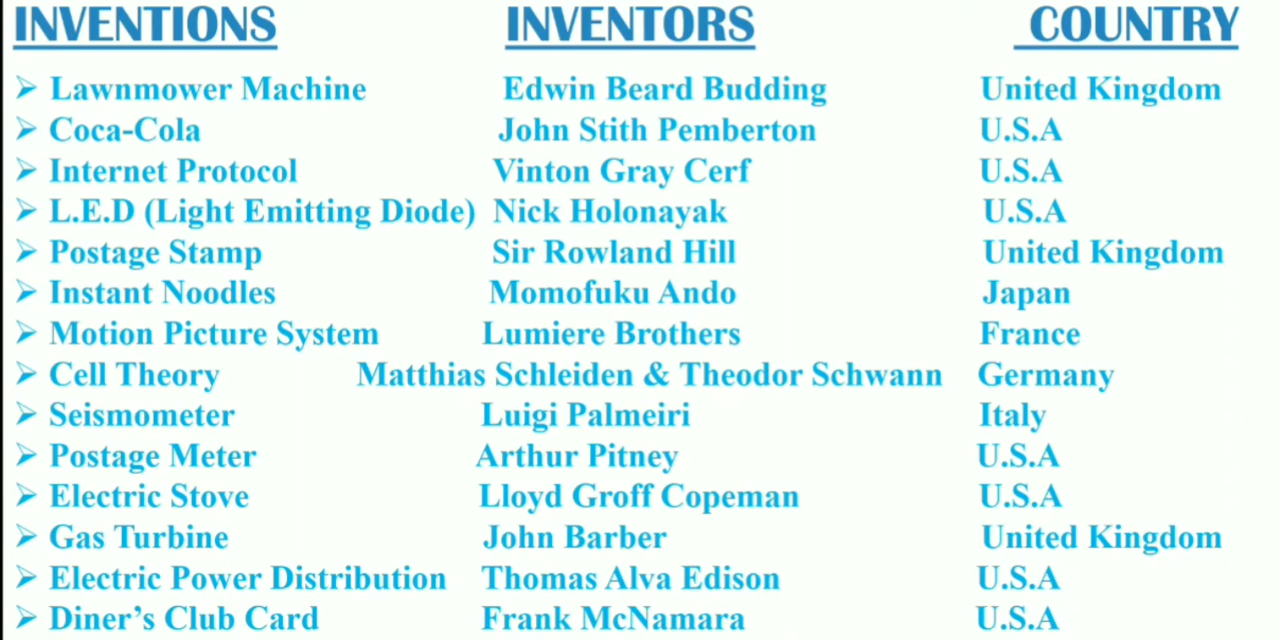 INVENTIONS INVENTORS COUNTRY
➢ Lawnmower Machine Edwin Beard Budding United Kingdom
➢ Coca-Cola John Stith Pemberton U.S.A
➢ Internet Protocol Vinton Gray Cerf U.S.A
➢ L.E.D (Light Emitting Diode) Nick Holonayak U.S.A
➢ Postage Stamp Sir Rowland Hill United Kingdom
➢ Instant Noodles Momofuku Ando Japan
➢ Motion Picture System Lumiere Brothers France
➢ Cell Theory Matthias Schleiden & Theodor Schwann Germany
➢ Seismometer Luigi Palmeiri Italy
➢ Postage Meter Arthur Pitney U.S.A
➢ Electric Stove Lloyd Groff Copeman U.S.A
➢ Gas Turbine John Barber United Kingdom
➢ Electric Power Distribution Thomas Alva Edison U.S.A
➢ Diner’s Club Card Frank McNamara U.S.A